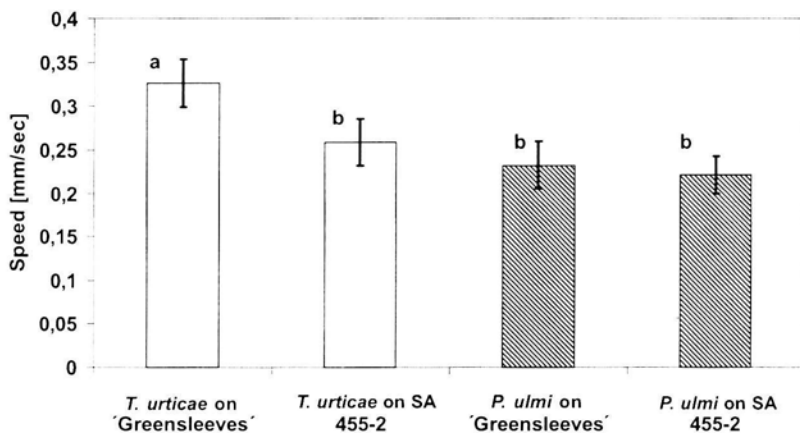 Speed [mm/sec]
0,4
0,35
0,3
0,25
0,2
0,15
0,1
0,05
0
a
b
b
b
T. urticae on
´Greensleeves´
T. urticae on SA
455-2
P. ulmi on
´Greensleeves´
P. ulmi on SA
455-2